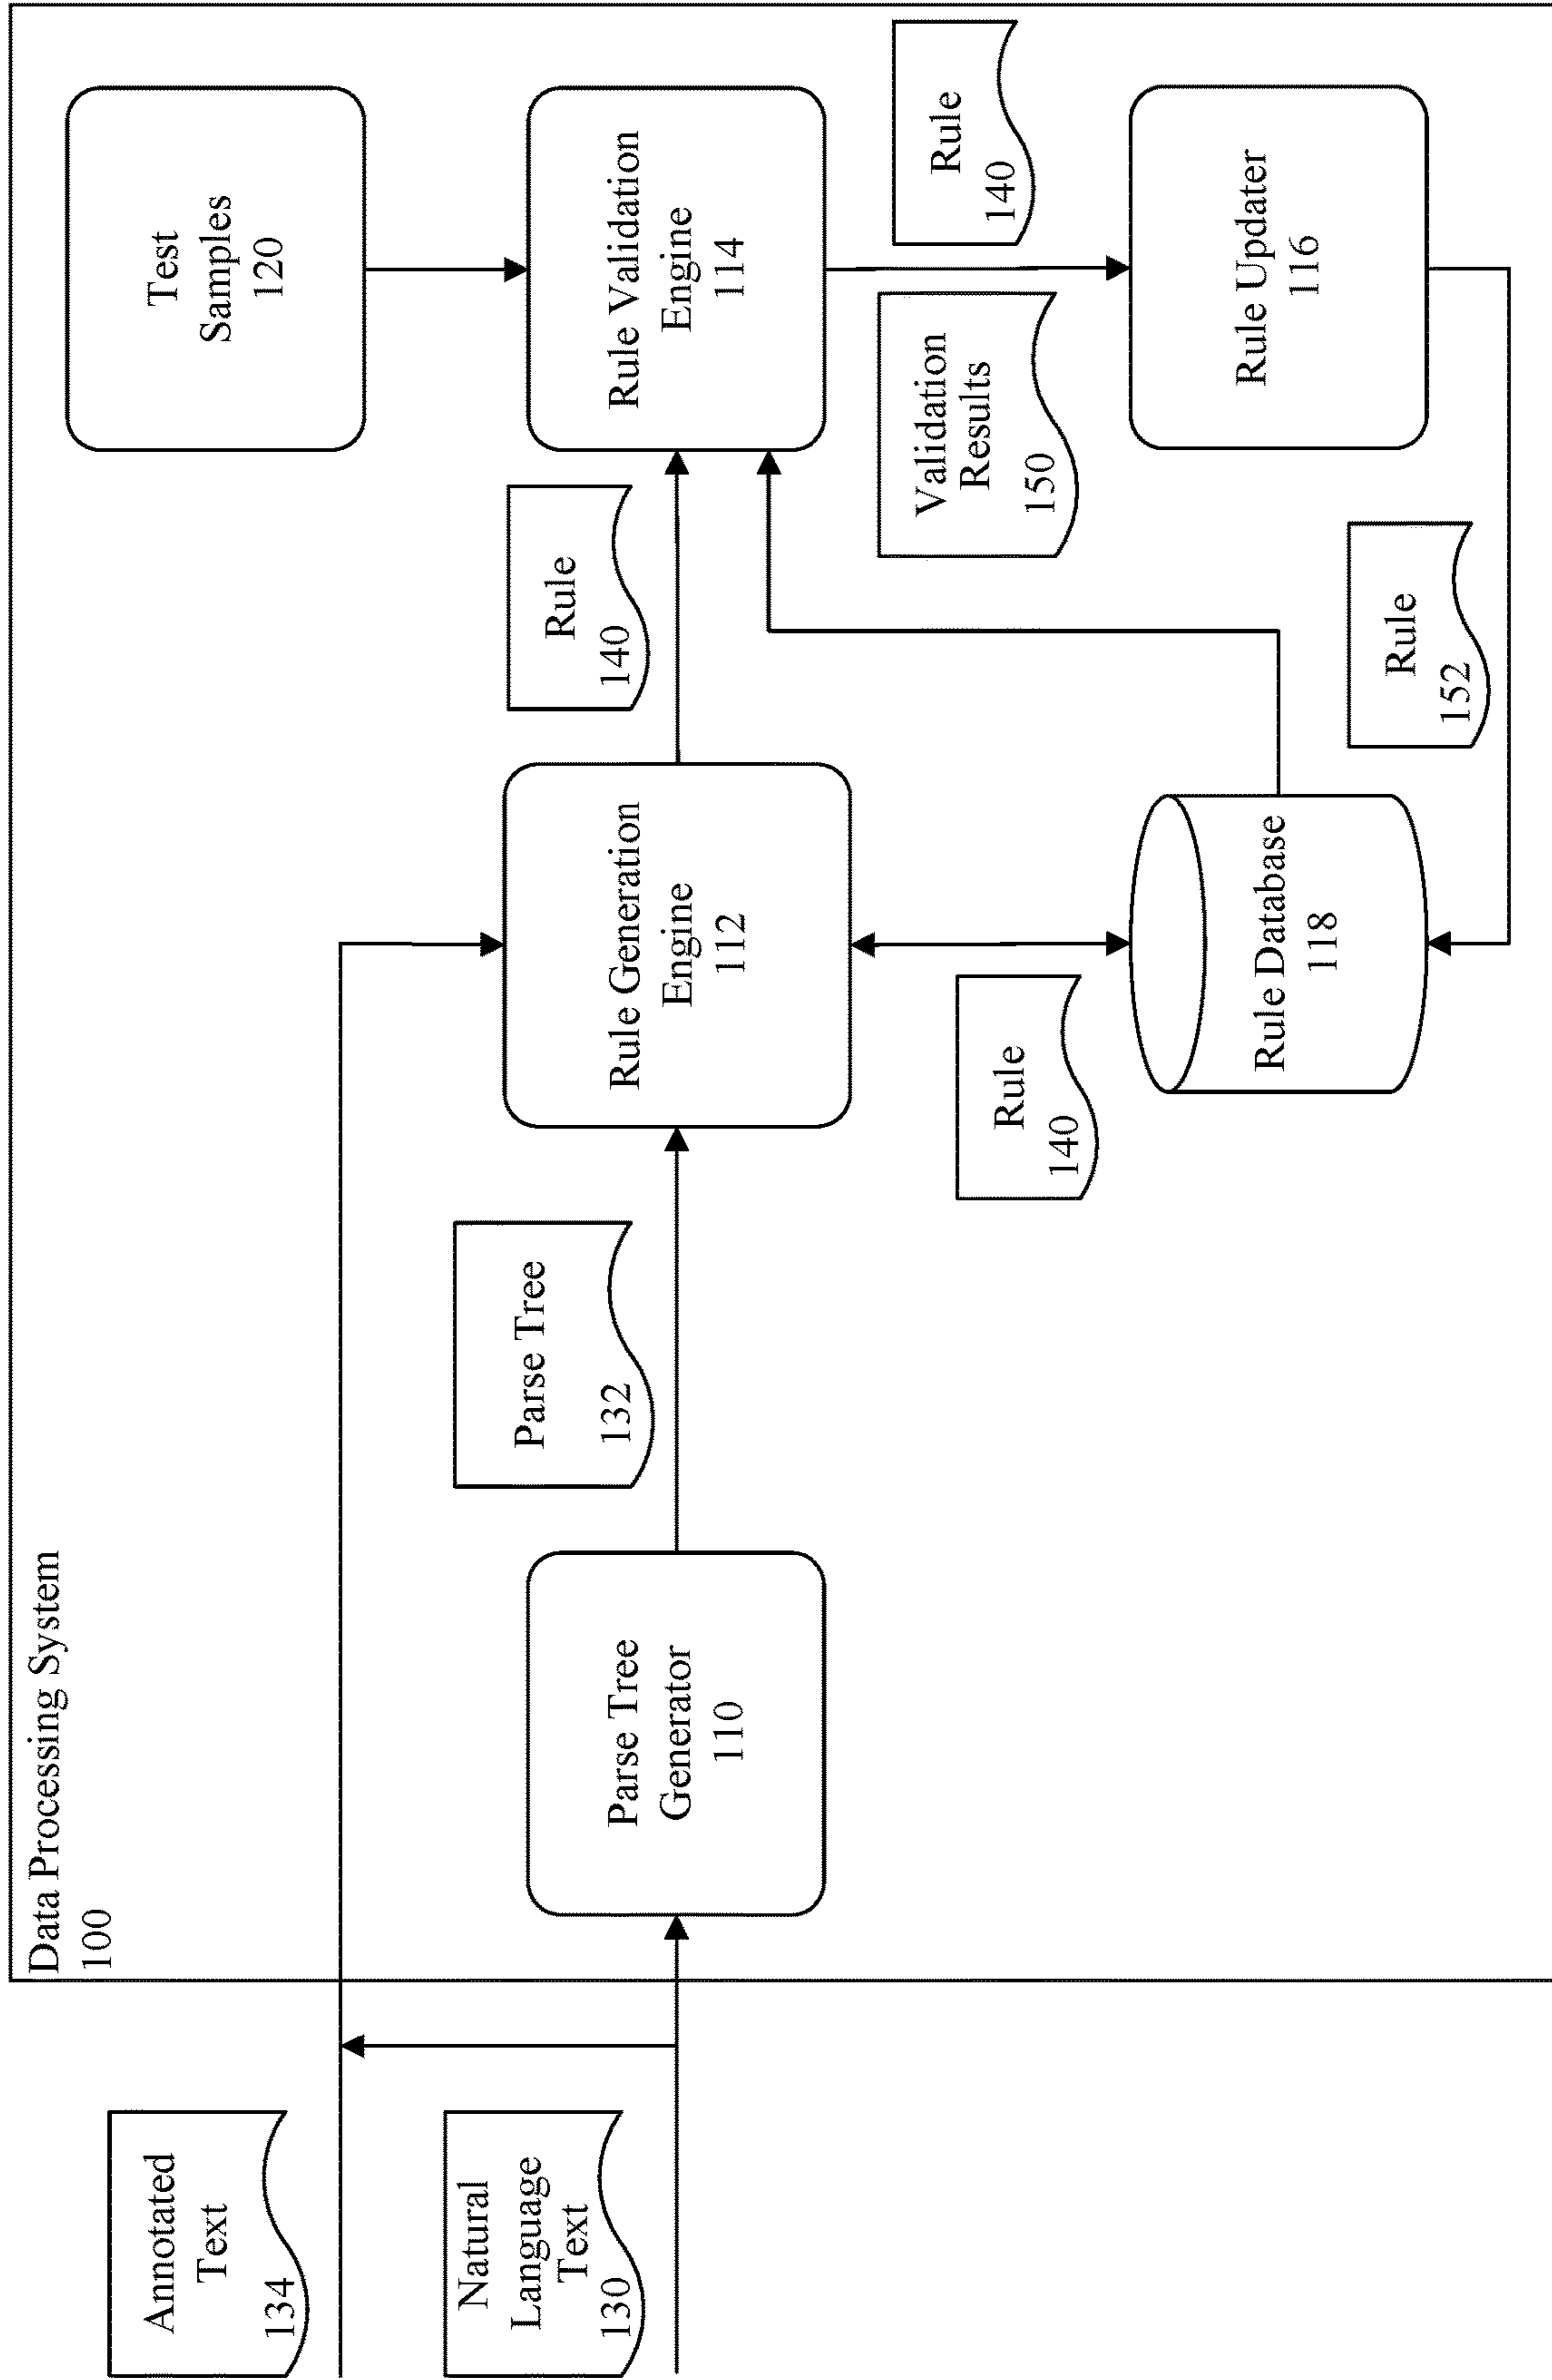 Data Processing System
100
Annotated
Text
134
Natural
Language
Text
130
Parse Tree
Generator
110
Parse Tree
132
Rule Generation
Engine
112
Rule
140
Rule
140
Rule Database
118
Test
Samples
120
Rule Validation
Engine
114
Validation
Results
150
Rule
140
Rule Updater
116
Rule
152